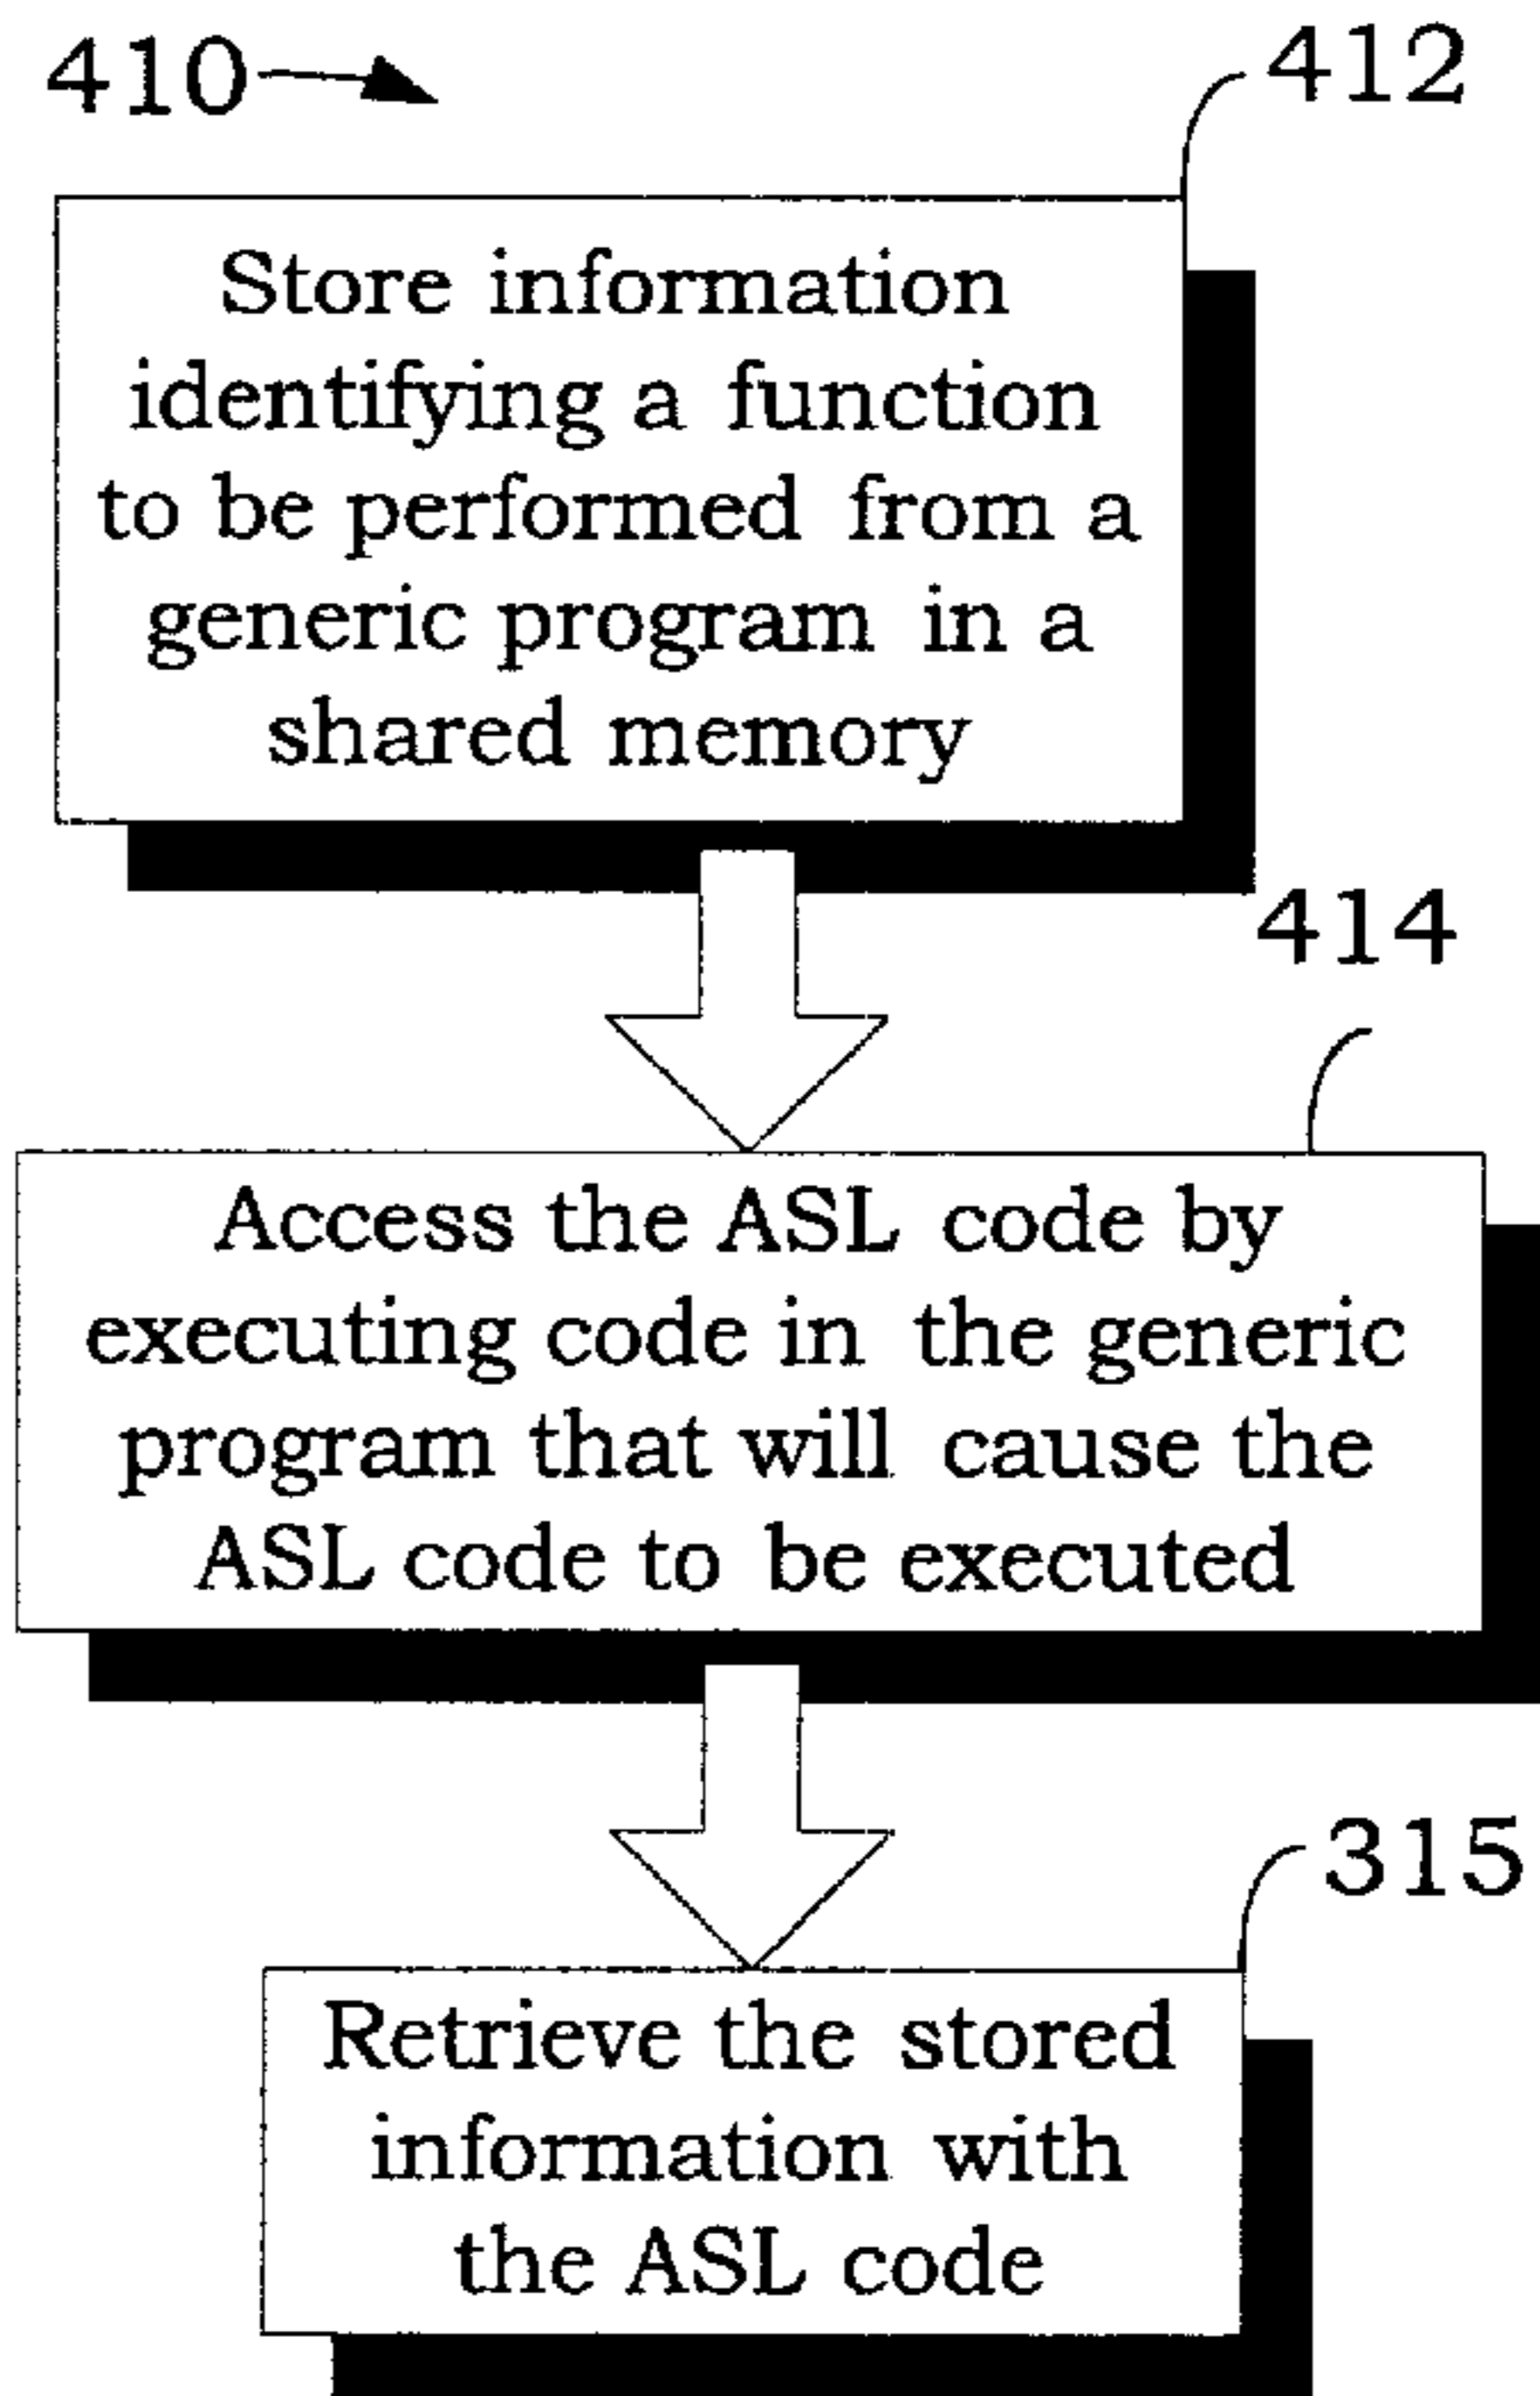 410
412
Store information
identifying a function
to be performed from a
generic program in a
shared memory
414
Access the ASL code by
executing code in the generic
program that will cause the
ASL code to be executed
315
Retrieve the stored
information with
the ASL code